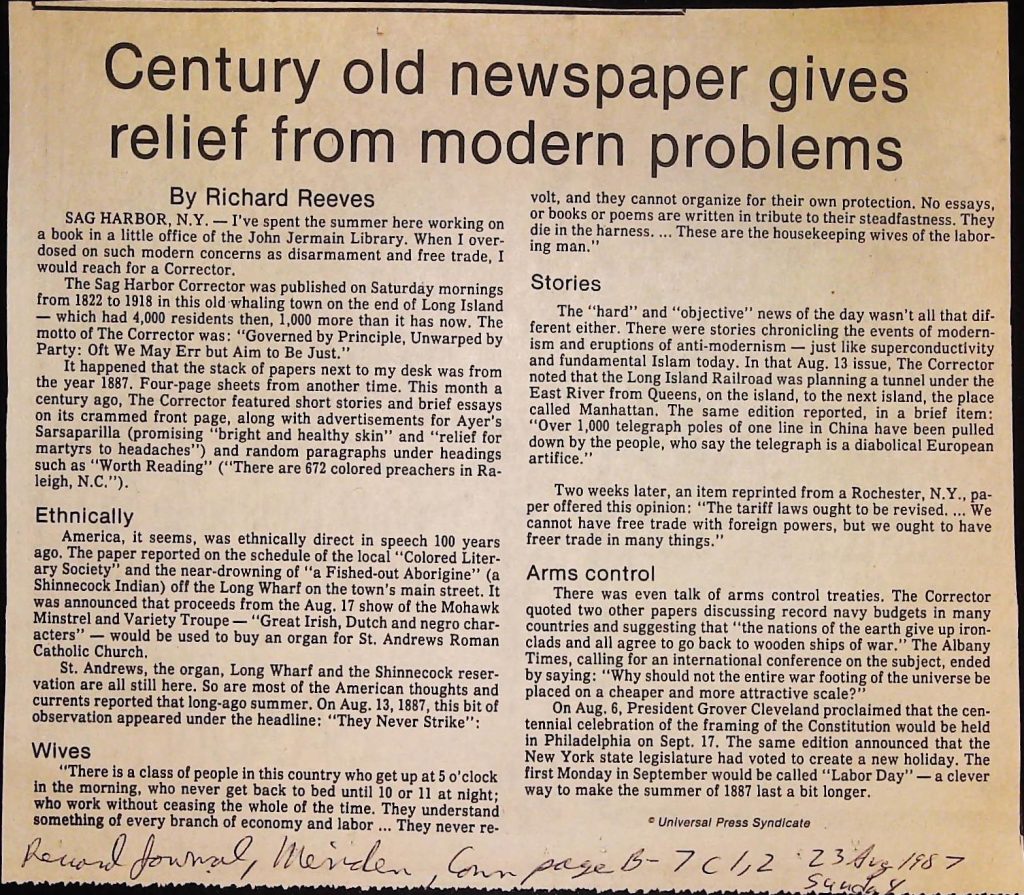 Century old newspaper gives
relief from modern problems
By Richard Reeves
SAG HARBOR, N.Y. — I've spent the summer here working on
a book in a little office of the John Jermain Library. When I over-
dosed on such modern concerns as disarmament and free trade, I
would reach for a Corrector.
The Sag Harbor Corrector was published on Saturday mornings
from 1822 to 1918 in this old whaling town on the end of Long Island
— which had 4,000 residents then, 1,000 more than it has now. The
motto of The Corrector was: "Governed by Principle, Unwarped by
Party: Oft We May Err but Aim to Be Just."
It happened that the stack of papers next to my desk was from
the year 1887. Four-page sheets from another time. This month a
century ago, The Corrector featured short stories and brief essays
on its crammed front page, along with advertisements for Ayer's
Sarsaparilla (promising "bright and healthy skin" and "relief for
martyrs to headaches") and random paragraphs under headings
such as "Worth Reading" ("There are 672 colored preachers in Ra-
leigh, N.C.").
Ethnically
America, it seems, was ethnically direct in speech 100 years
ago. The paper reported on the schedule of the local "Colored Liter-
ary Society" and the near-drowning of "a Fished-out Aborigine" (a
Shinnecock Indian) off the Long Wharf on the town's main street. It
was announced that proceeds from the Aug. 17 show of the Mohawk
Minstrel and Variety Troupe — "Great Irish, Dutch and negro char-
acters" — would be used to buy an organ for St. Andrews Roman
Catholic Church.
St. Andrews, the organ, Long Wharf and the Shinnecock reser-
vation are all still here. So are most of the American thoughts and
currents reported that long-ago summer. On Aug. 13, 1887, this bit of
observation appeared under the headline: "They Never Strike":
Wives
"There is a class of people in this country who get up at 5 o'clock
in the morning, who never get back to bed until 10 or 11 at night;
who work without ceasing the whole of the time. They understand
something of every branch of economy and labor ... They never re-
volt, and they cannot organize for their own protection. No essays,
or books or poems are written in tribute to their steadfastness. They
die in the harness. ... These are the housekeeping wives of the labor-
ing man."
Stories
The "hard" and "objective" news of the day wasn't all that dif-
ferent either. There were stories chronicling the events of modern-
ism and eruptions of anti-modernism — just like superconductivity
and fundamental Islam today. In that Aug. 13 issue, The Corrector
noted that the Long Island Railroad was planning a tunnel under the
East River from Queens, on the island, to the next island, the place
called Manhattan. The same edition reported, in a brief item:
"Over 1,000 telegraph poles of one line in China have been pulled
down by the people, who say the telegraph is a diabolical European
artifice."
Two weeks later, an item reprinted from a Rochester, N.Y., pa-
per offered this opinion: "The tariff laws ought to be revised. ... We
cannot have free trade with foreign powers, but we ought to have
freer trade in many things."
Arms control
There was even talk of arms control treaties. The Corrector
quoted two other papers discussing record navy budgets in many
countries and suggesting that "the nations of the earth give up iron-
clads and all agree to go back to wooden ships of war." The Albany
Times, calling for an international conference on the subject, ended
by saying: "Why should not the entire war footing of the universe be
placed on a cheaper and more attractive scale?"
On Aug. 6, President Grover Cleveland proclaimed that the cen-
tennial celebration of the framing of the Constitution would be held
in Philadelphia on Sept. 17. The same edition announced that the
New York state legislature had voted to create a new holiday. The
first Monday in September would be called "Labor Day" — a clever
way to make the summer of 1887 last a bit longer.
© Universal Press Syndicate
Record Journal, Meriden, Conn page B-7 C 1,2 23 Aug 1987
Sunday